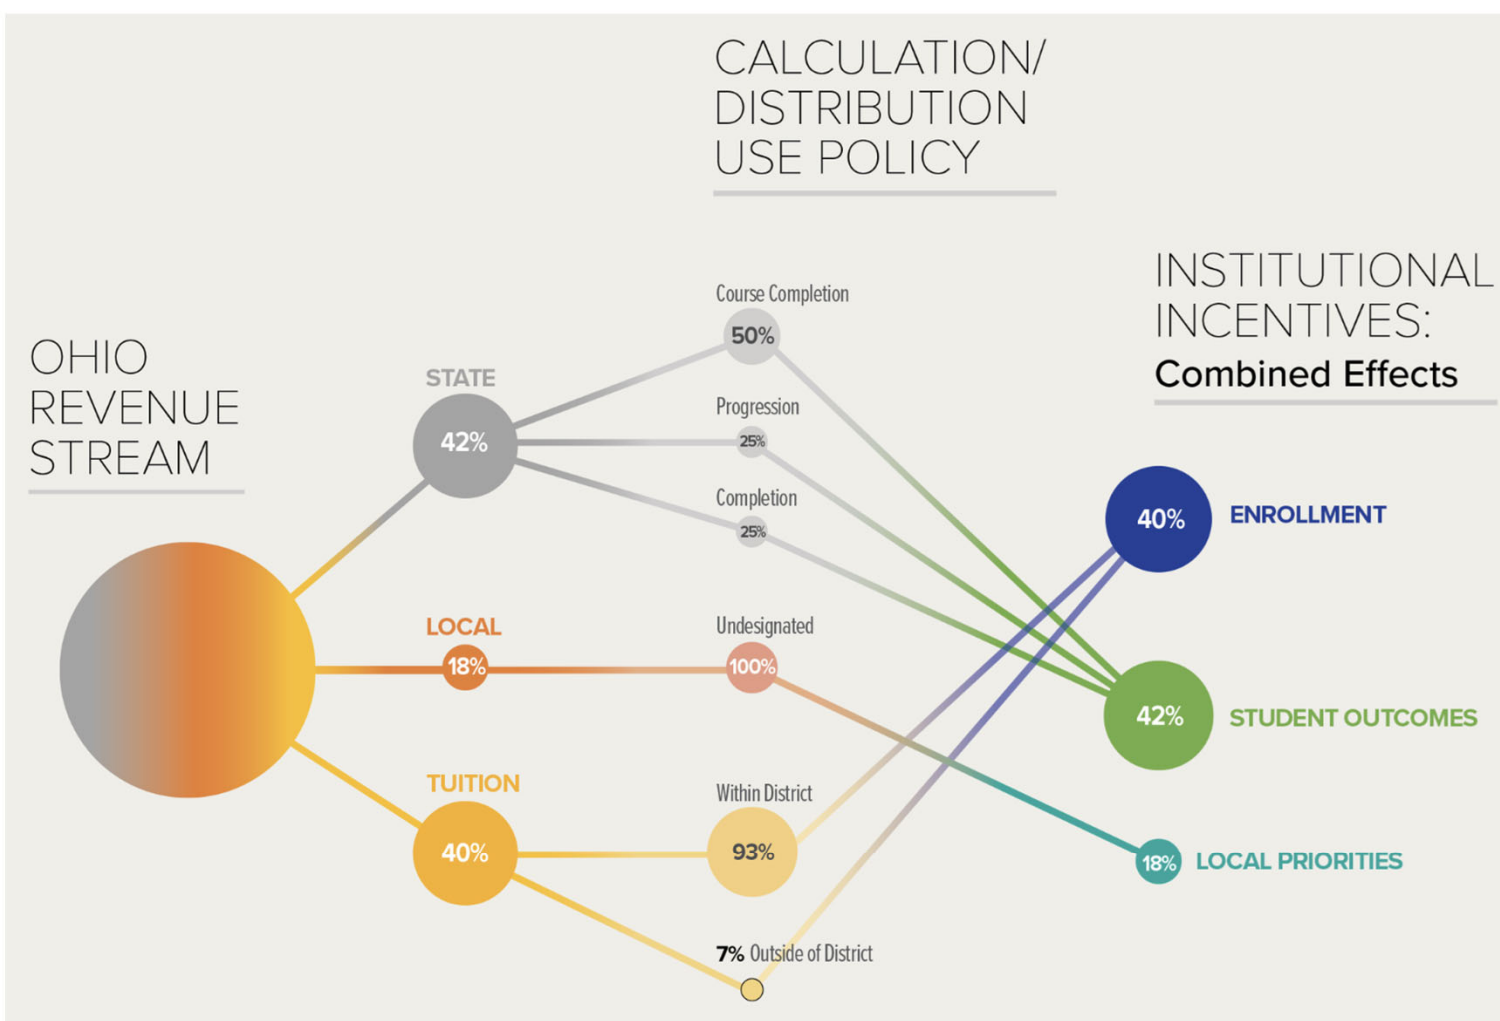 CALCULATION/
DISTRIBUTION
USE POLICY
INSTITUTIONAL
INCENTIVES:
Combined Effects
OHIO
REVENUE
STREAM
STATE
42%
LOCAL
18%
TUITION
40%
Course Completion
50%
Progression
25%
Completion
25%
Undesignated
100%
Within District
93%
7% Outside of District
40%
ENROLLMENT
42%
STUDENT OUTCOMES
18%
LOCAL PRIORITIES